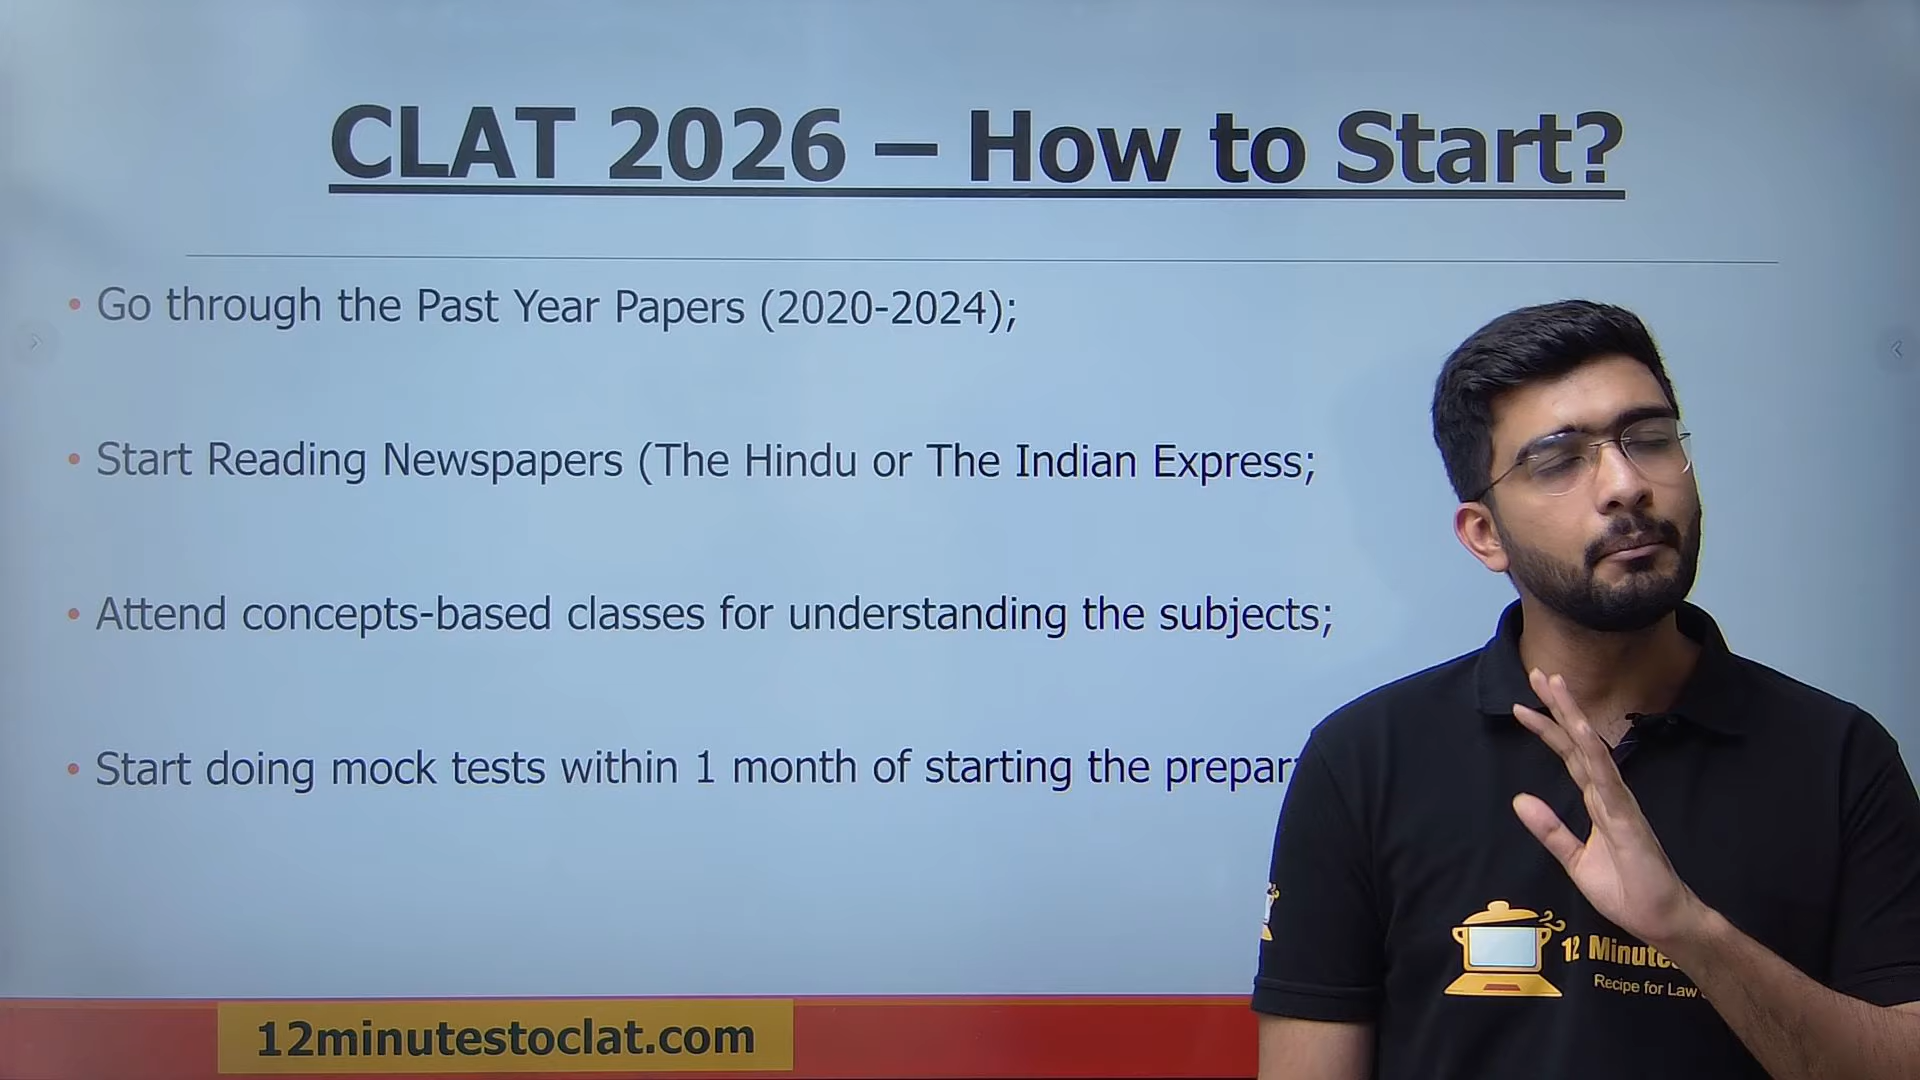 CLAT 2026 – How to Start?
• Go through the Past Year Papers (2020-2024);
• Start Reading Newspapers (The Hindu or The Indian Express;
• Attend concepts-based classes for understanding the subjects;
• Start doing mock tests within 1 month of starting the
12minutestoclat.com
12
Recipe for Law